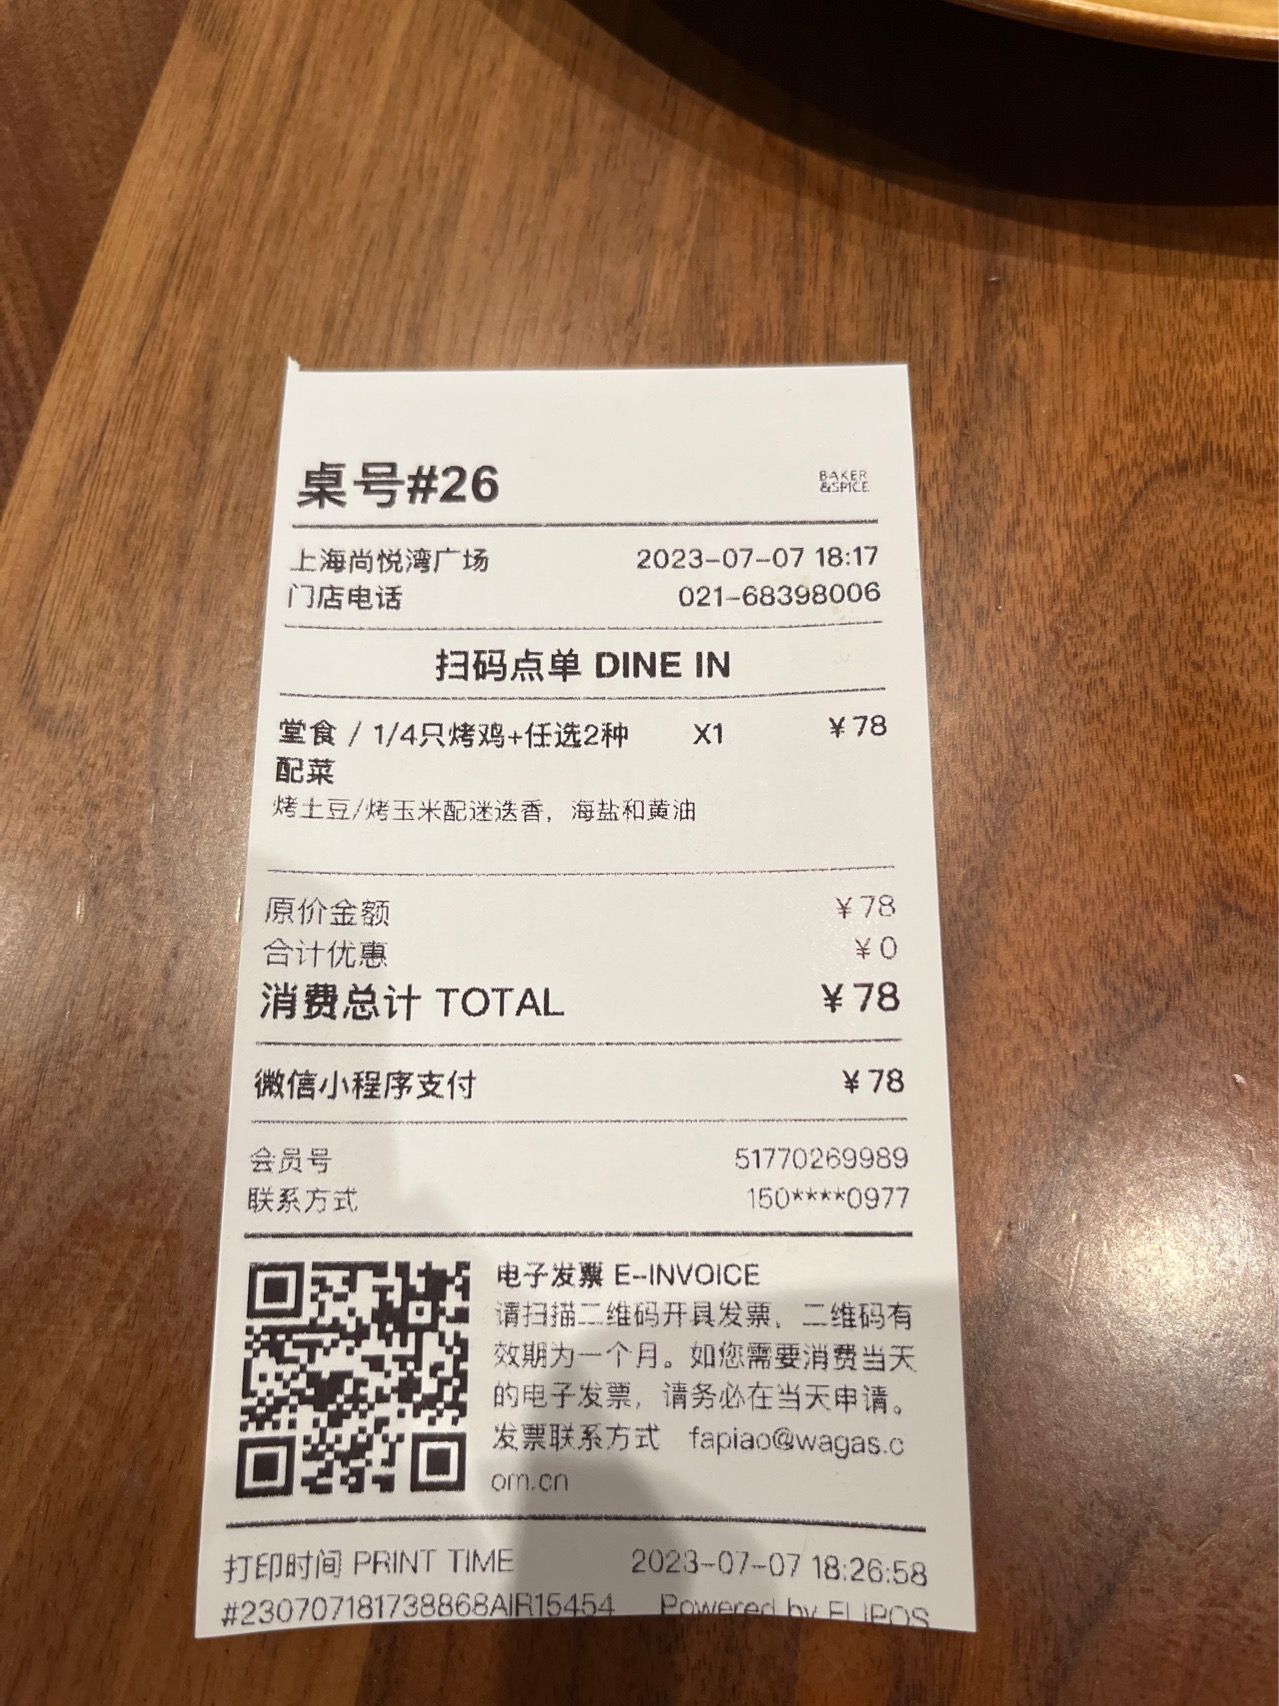 桌号#26
BAKER
&SPICE
上海尚悦湾广场 2023-07-07 18:17
门店电话 021-68398006
扫码点单 DINE IN
堂食 / 1/4只烤鸡+任选2种 X1 ¥78
配菜
烤土豆/烤玉米配迷迭香，海盐和黄油
原价金额 ¥78
合计优惠 ¥0
消费总计 TOTAL ¥78
微信小程序支付 ¥78
会员号 51770269989
联系方式 150****0977
电子发票 E-INVOICE
请扫描二维码开具发票，二维码有
效期为一个月。如您需要消费当天
的电子发票，请务必在当天申请。
发票联系方式 fapiao@wagas.c
om.cn
打印时间 PRINT TIME 2023-07-07 18:26:58
#230707181738868AIR15454 Powered by ELIPOS